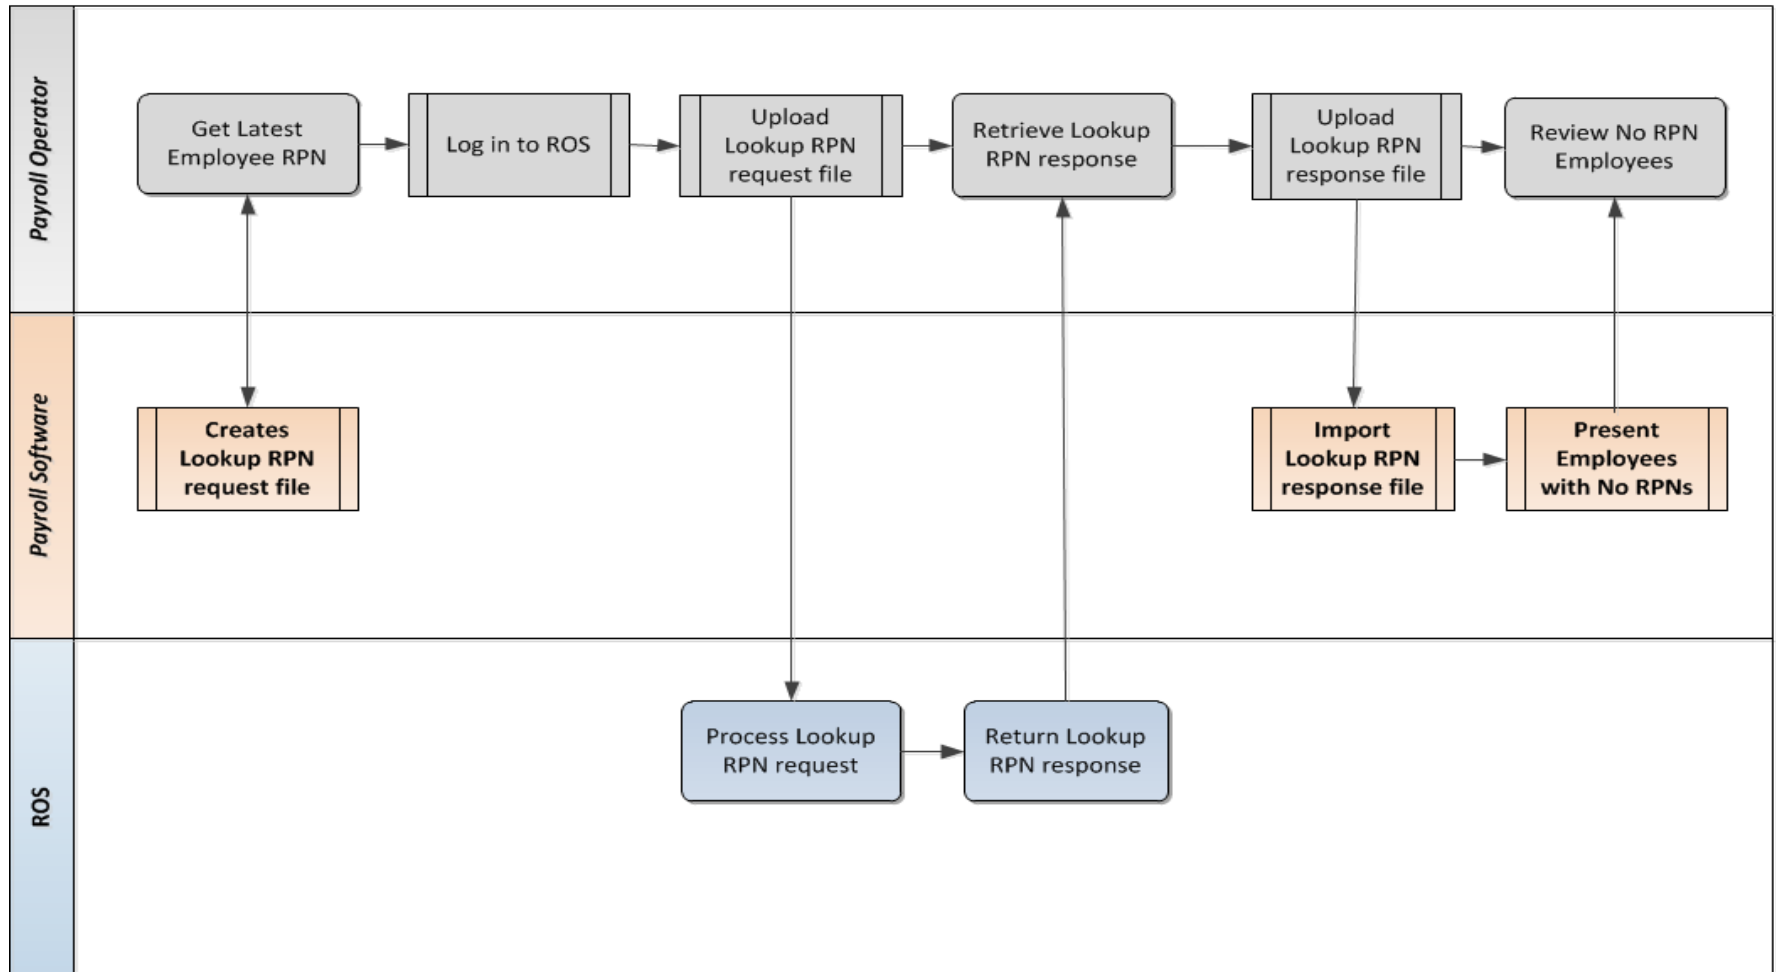 Payroll Operator
Get Latest
Employee RPN
Log in to ROS
Upload
Lookup RPN
request file
Retrieve Lookup
RPN response
Upload
Lookup RPN
response file
Review No RPN
Employees
Payroll Software
Creates
Lookup RPN
request file
Import
Lookup RPN
response file
Present
Employees
with No RPNs
ROS
Process Lookup
RPN request
Return Lookup
RPN response